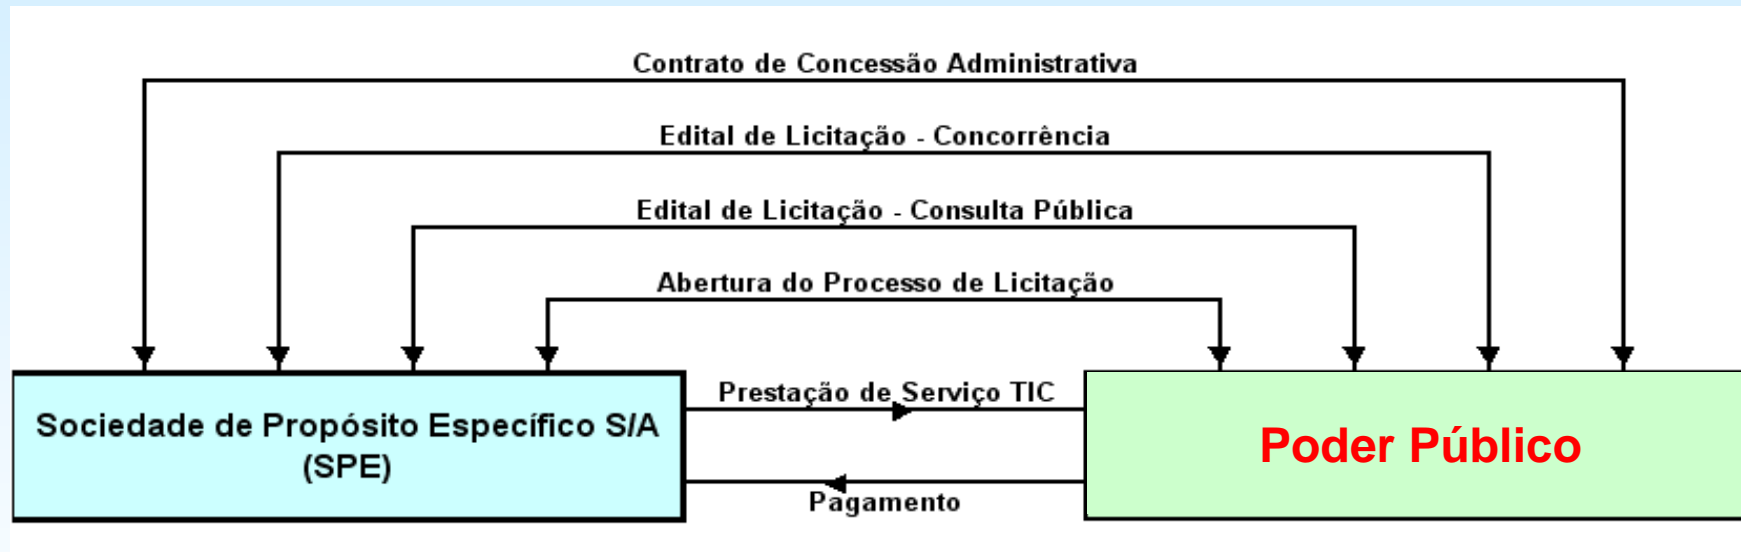 Contrato de Concessão Administrativa
Edital de Licitação - Concorrência
Edital de Licitação - Consulta Pública
Abertura do Processo de Licitação
Prestação de Serviço TIC
Sociedade de Propósito Específico S/A
(SPE)
Poder Público
Pagamento